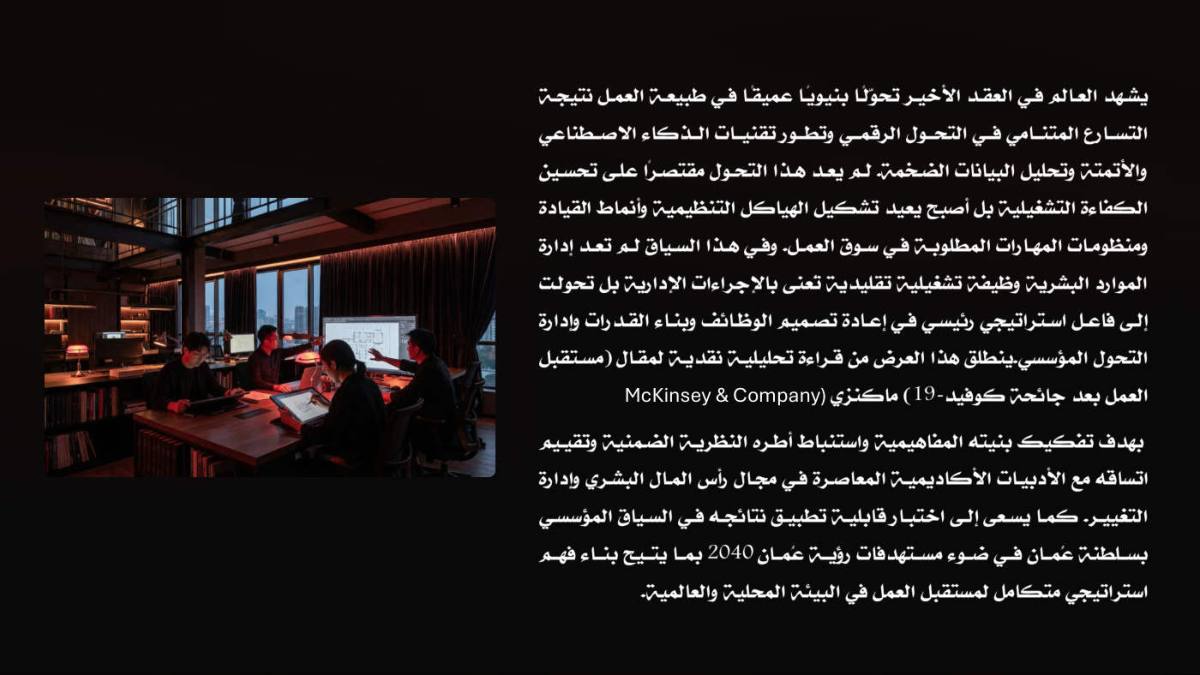 يشهد العالم في العقد الأخير تحوّلًا بنيويًا عميقًا في طبيعة العمل نتيجة
التسارع المتنامي في التحول الرقمي وتطور تقنيات الذكاء الاصطناعي
والأتمتة وتحليل البيانات الضخمة. لم يعد هذا التحول مقتصرًا على تحسين
الكفاءة التشغيلية بل أصبح يعيد تشكيل الهياكل التنظيمية وأنماط القيادة
ومنظومات المهارات المطلوبة في سوق العمل. وفي هذا السياق لم تعد إدارة
الموارد البشرية وظيفة تشغيلية تقليدية تُعنى بالإجراءات الإدارية بل تحولت
إلى فاعل استراتيجي رئيسي في إعادة تصميم الوظائف وبناء القدرات وإدارة
التحول المؤسسي.ينطلق هذا العرض من قراءة تحليلية نقدية لمقال (مستقبل
العمل بعد جائحة كوفيد-19) ماكنزي (McKinsey & Company
بهدف تفكيك بنيته المفاهيمية واستنباط أطره النظرية الضمنية وتقييم
اتساقه مع الأدبيات الأكاديمية المعاصرة في مجال رأس المال البشري وإدارة
التغيير. كما يسعى إلى اختبار قابلية تطبيق نتائجه في السياق المؤسسي
بسلطنة عُمان في ضوء مستهدفات رؤية عُمان 2040 بما يتيح بناء فهم
استراتيجي متكامل لمستقبل العمل في البيئة المحلية والعالمية.